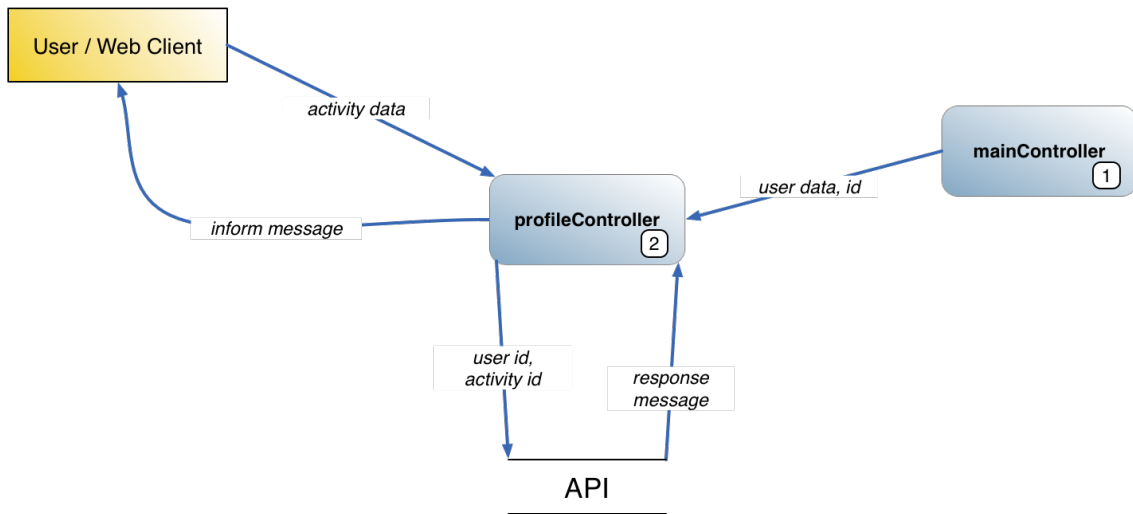 User / Web Client
activity data
mainController
1
user data, id
profileController
2
inform message
user id,
activity id
response
message
API